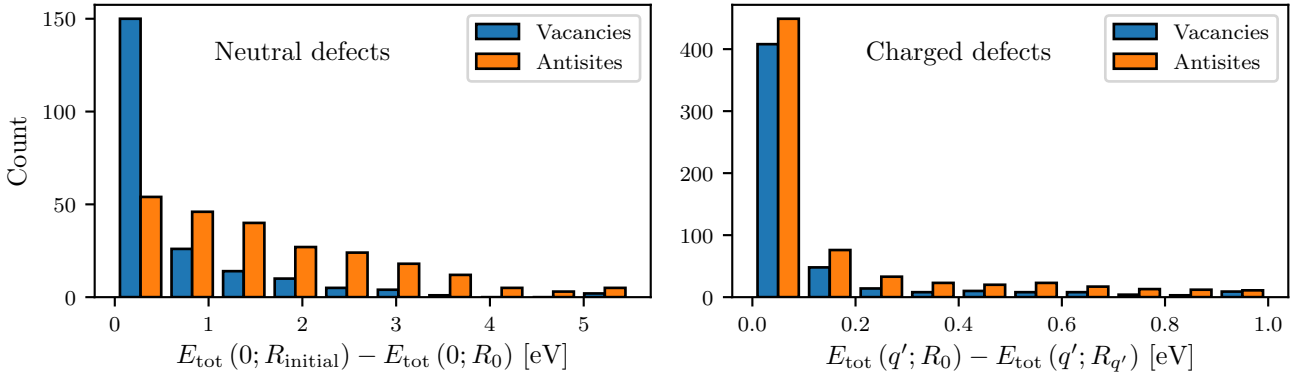 Neutral defects
Vacancies
Antisites
Count
150
100
50
0
0 1 2 3 4 5
E_tot (0; R_initial) − E_tot (0; R_0) [eV]
Charged defects
Vacancies
Antisites
400
300
200
100
0
0.0 0.2 0.4 0.6 0.8 1.0
E_tot (q′; R_0) − E_tot (q′; R_q′) [eV]